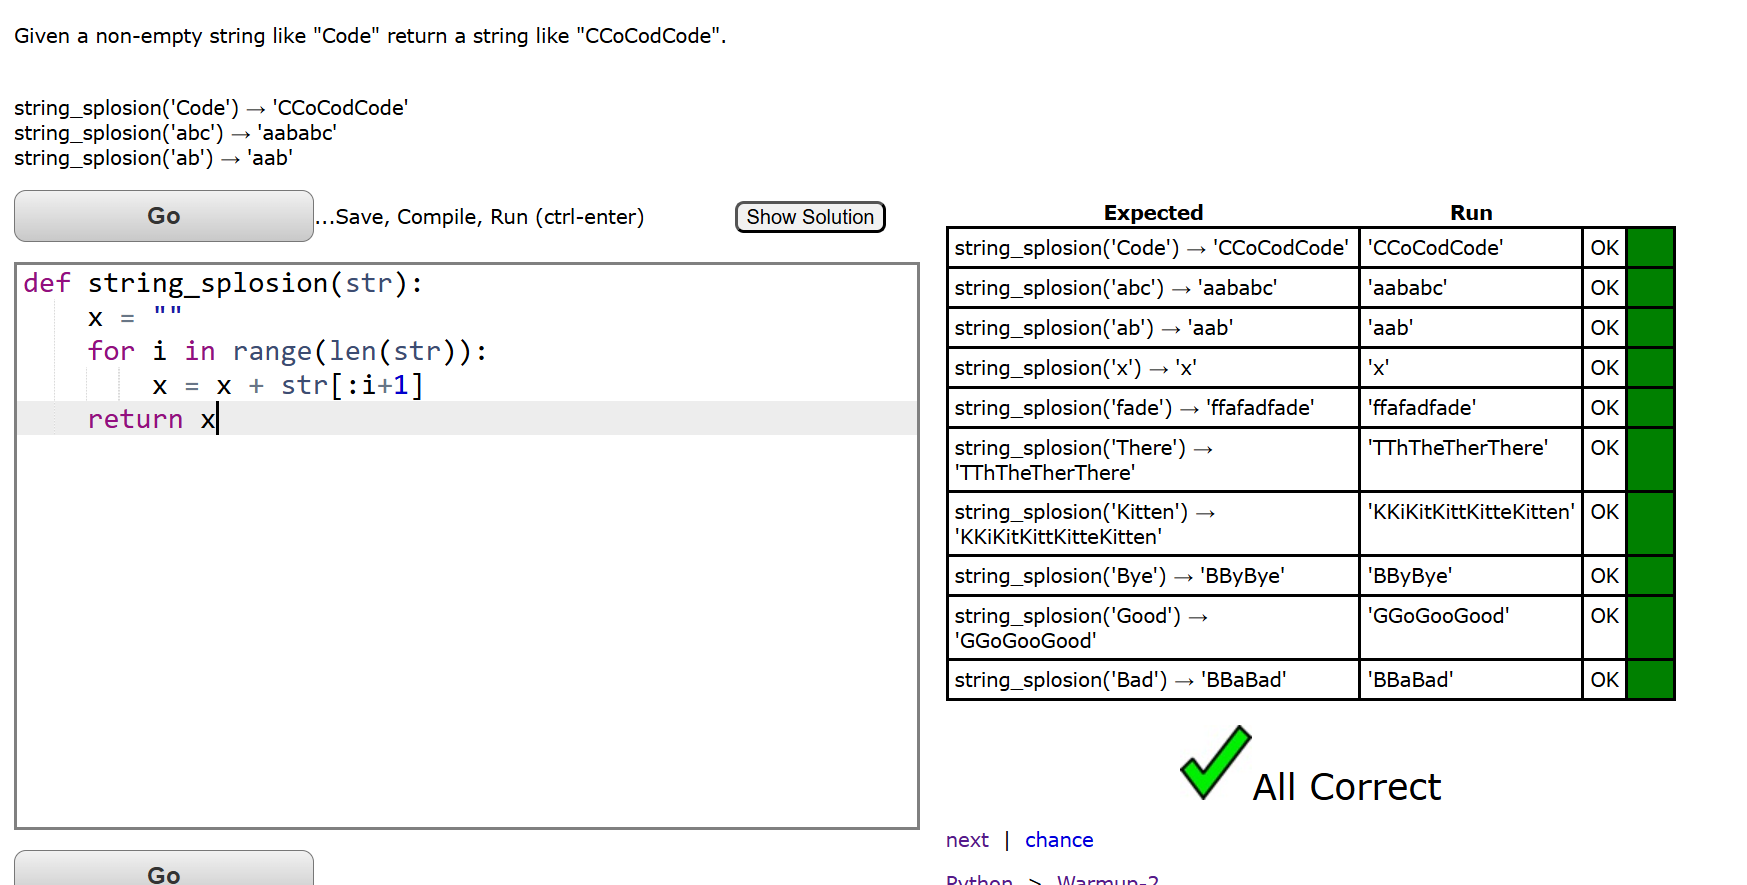 Given a non-empty string like "Code" return a string like "CCoCodCode".
string_splosion('Code') → 'CCoCodCode'
string_splosion('abc') → 'aababc'
string_splosion('ab') → 'aab'
Go
...Save, Compile, Run (ctrl-enter)
Show Solution
def string_splosion(str):
    x = ""
    for i in range(len(str)):
        x = x + str[:i+1]
    return x
Go
Expected Run
string_splosion('Code') → 'CCoCodCode' 'CCoCodCode' OK
string_splosion('abc') → 'aababc' 'aababc' OK
string_splosion('ab') → 'aab' 'aab' OK
string_splosion('x') → 'x' 'x' OK
string_splosion('fade') → 'ffafadfade' 'ffafadfade' OK
string_splosion('There') → 'TThTheTherThere' OK
'TThTheTherThere'
string_splosion('Kitten') → 'KKiKitKittKitteKitten' OK
'KKiKitKittKitteKitten'
string_splosion('Bye') → 'BByBye' 'BByBye' OK
string_splosion('Good') → 'GGoGooGood' OK
'GGoGooGood'
string_splosion('Bad') → 'BBaBad' 'BBaBad' OK
All Correct
next | chance
Python > Warmup-2